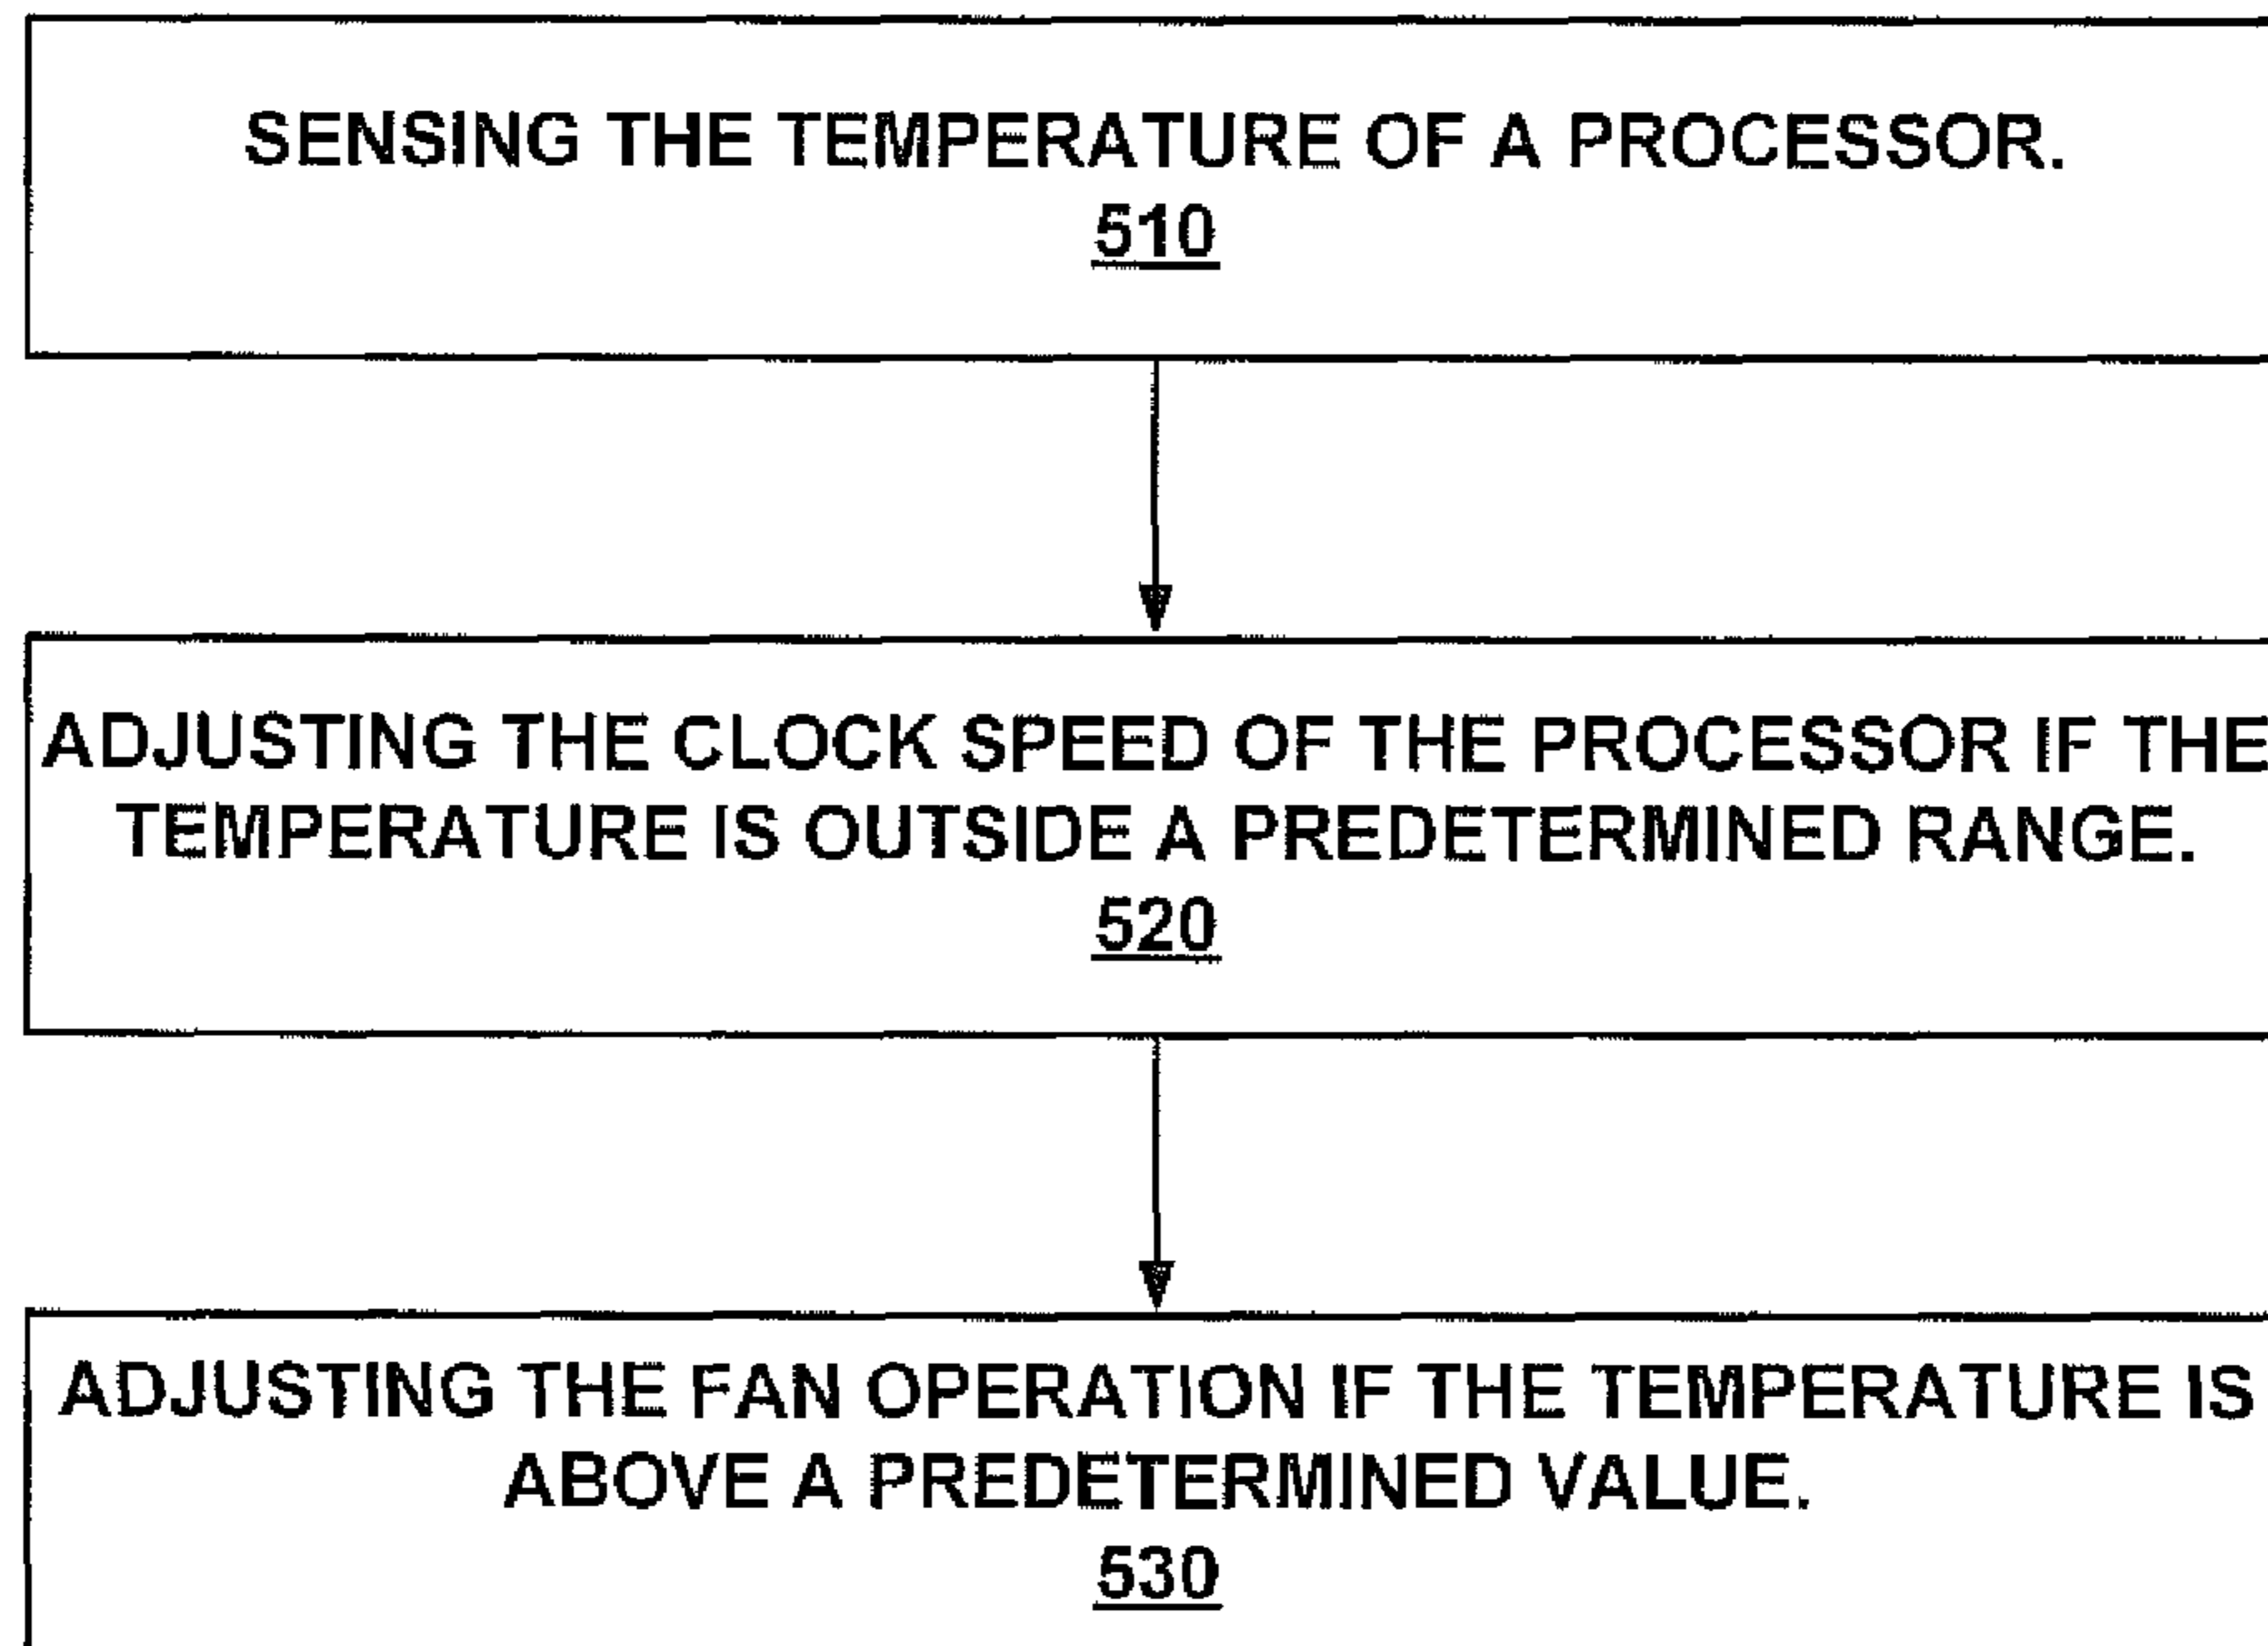 SENSING THE TEMPERATURE OF A PROCESSOR.
510
ADJUSTING THE CLOCK SPEED OF THE PROCESSOR IF THE
TEMPERATURE IS OUTSIDE A PREDETERMINED RANGE.
520
ADJUSTING THE FAN OPERATION IF THE TEMPERATURE IS
ABOVE A PREDETERMINED VALUE.
530